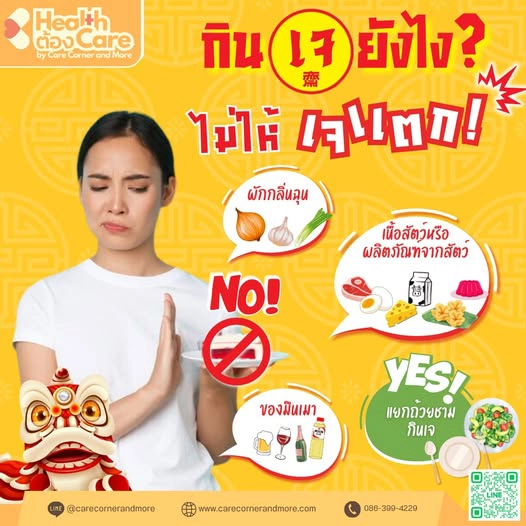 Health
ต้อง Care
by Care Corner and More
กิน เจ ยังไง?
齋
ไม่ให้ เจแตก!
ผักกลิ่นฉุน
เนื้อสัตว์หรือ
ผลิตภัณฑ์จากสัตว์
NO!
ของมึนเมา
YES!
แยกถ้วยชาม
กินเจ
LINE @carecornerandmore
www.carecornerandmore.com
086-399-4229
LINE